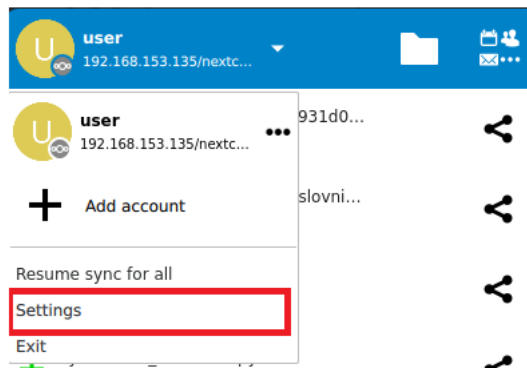 U
user
192.168.153.135/nextc...
U
user
192.168.153.135/nextc...
931d0...
Add account
slovni...
Resume sync for all
Settings
Exit